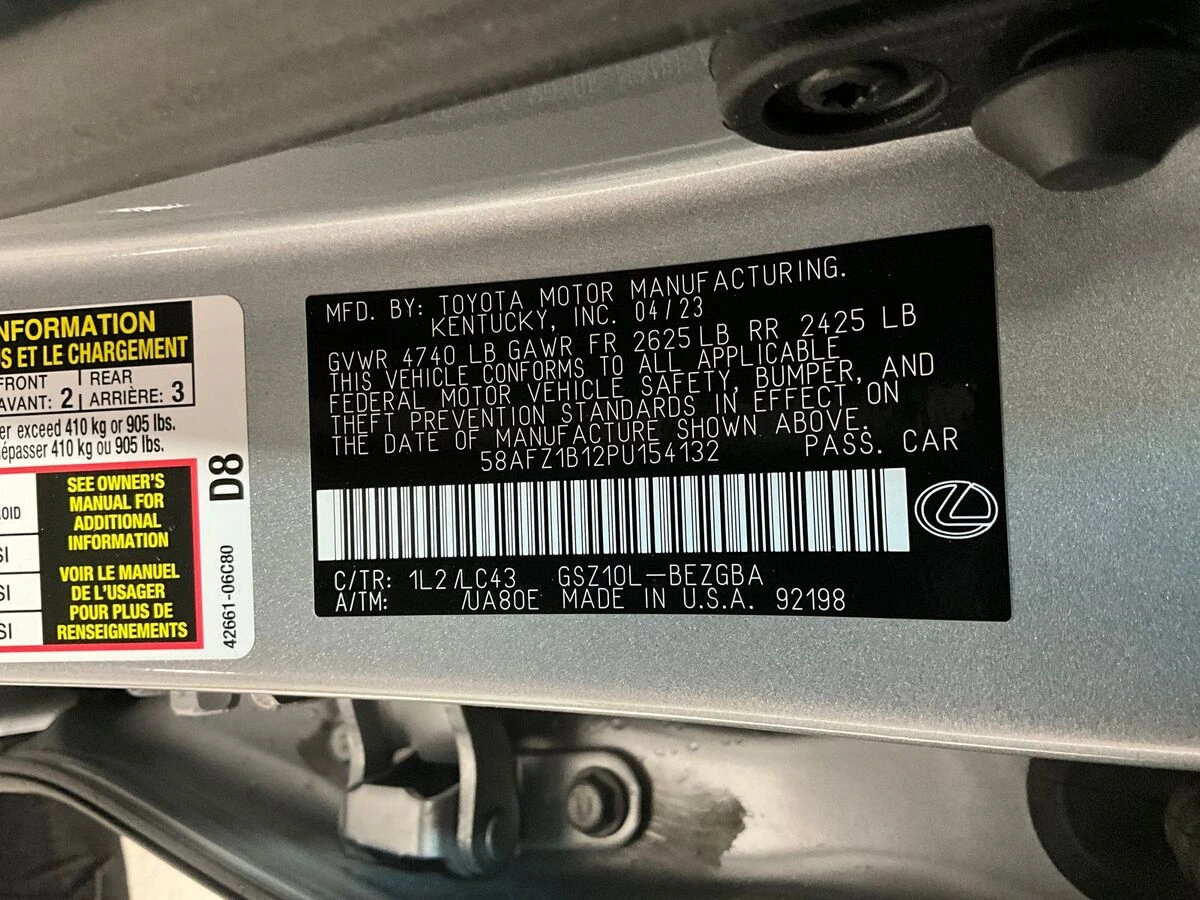 NFORMATION
S ET LE CHARGEMENT
FRONT REAR
AVANT: 2 ARRIÈRE: 3
er exceed 410 kg or 905 lbs.
épasser 410 kg ou 905 lbs.
OID
SI
SI
SI
SEE OWNER'S
MANUAL FOR
ADDITIONAL
INFORMATION
VOIR LE MANUEL
DE L'USAGER
POUR PLUS DE
RENSEIGNEMENTS
D8
42661-06C80
MFD. BY: TOYOTA MOTOR MANUFACTURING.
KENTUCKY, INC. 04/23
GVWR 4740 LB GAWR FR 2625 LB RR 2425 LB
THIS VEHICLE CONFORMS TO ALL APPLICABLE
FEDERAL MOTOR VEHICLE SAFETY, BUMPER, AND
THEFT PREVENTION STANDARDS IN EFFECT ON
THE DATE OF MANUFACTURE SHOWN ABOVE.
58AFZ1B12PU154132 PASS. CAR
C/TR: 1L2 /LC43 GSZ10L-BEZGBA
A/TM: /UA80E MADE IN U.S.A. 92198